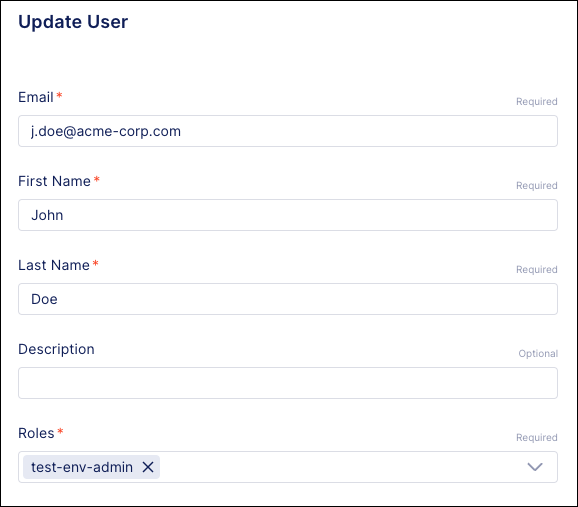 Update User
Email *
Required
j.doe@acme-corp.com
First Name *
Required
John
Last Name *
Required
Doe
Description
Optional
Roles *
Required
test-env-admin